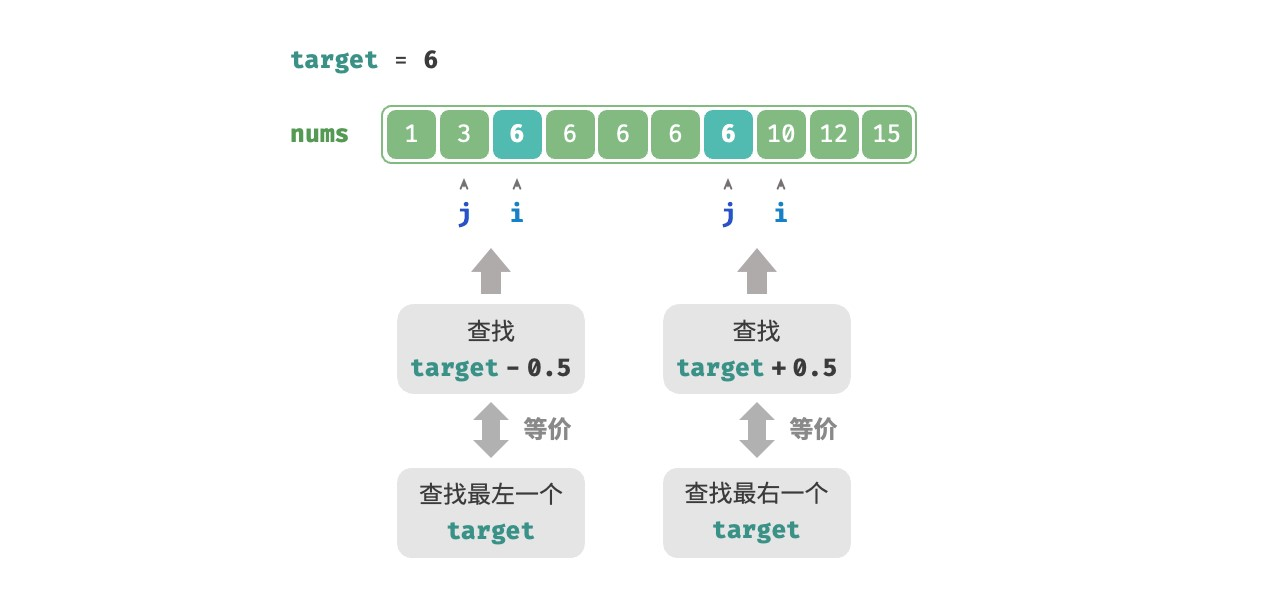 target = 6
nums 1 3 6 6 6 6 6 10 12 15
j i j i
查找 查找
target - 0.5 target + 0.5
等价 等价
查找最左一个 查找最右一个
target target